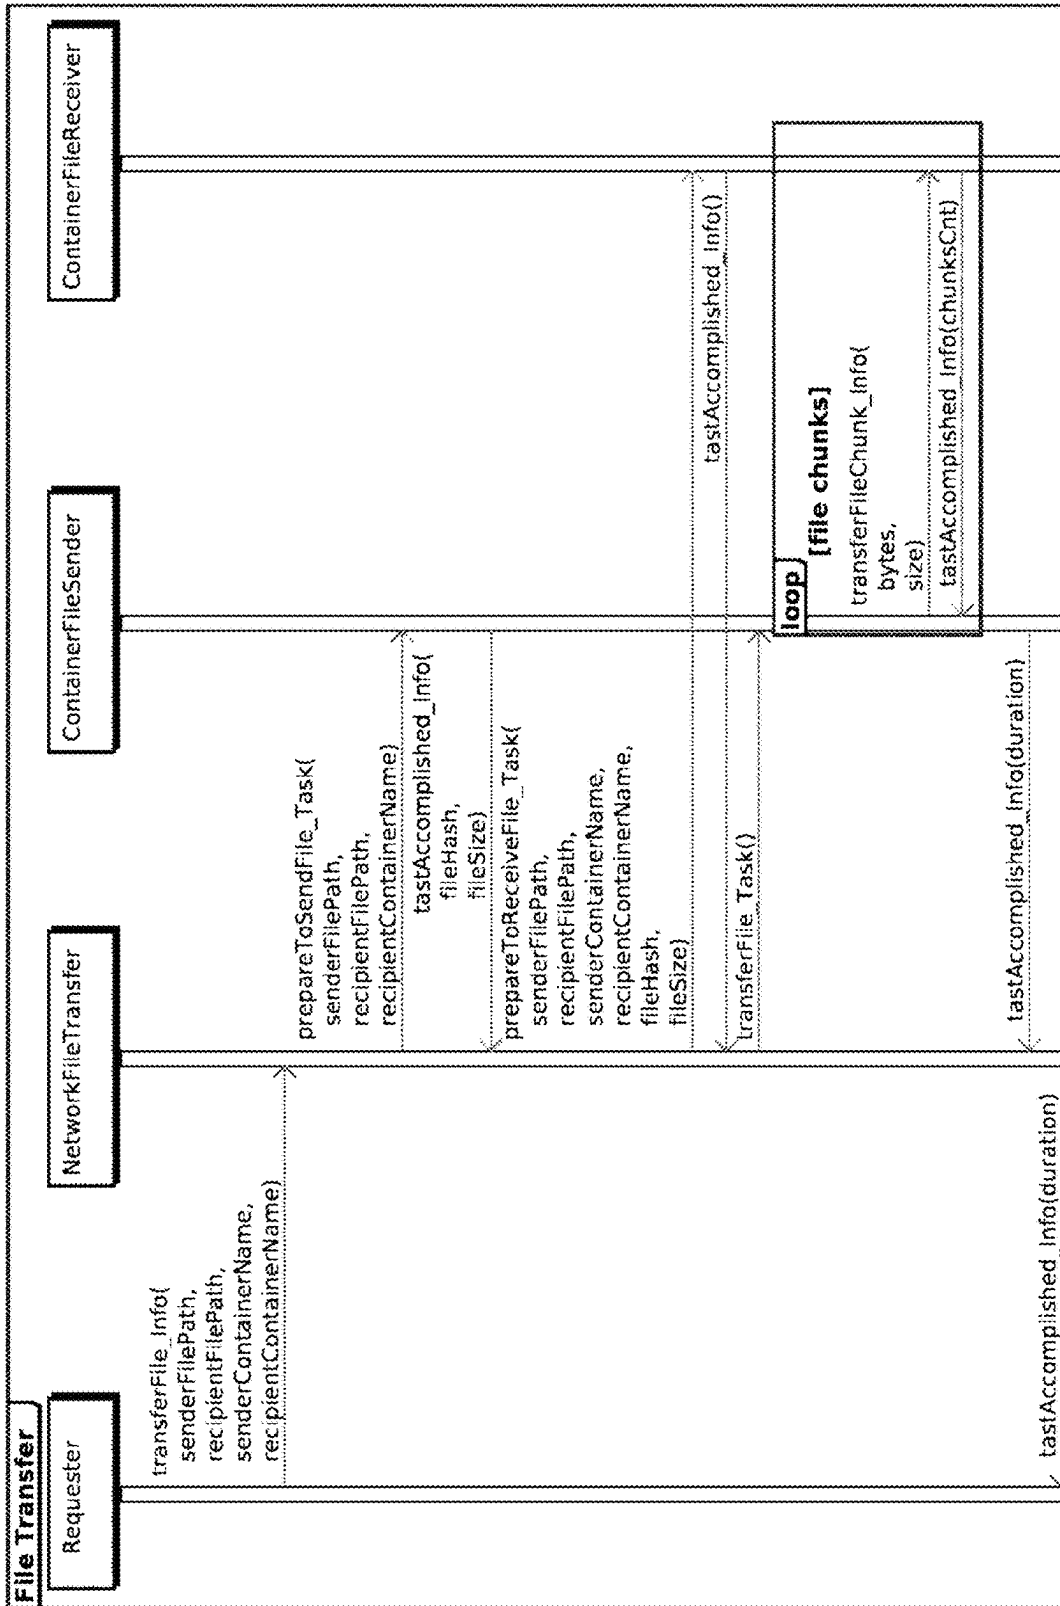 File Transfer
Requester
NetworkFileTransfer
ContainerFileSender
ContainerFileReceiver
transferFile_Info(
senderFilePath,
recipientFilePath,
senderContainerName,
recipientContainerName)
prepareToSendFile_Task(
senderFilePath,
recipientFilePath,
recipientContainerName)
tastAccomplished_Info(
fileHash,
fileSize)
prepareToReceiveFile_Task(
senderFilePath,
recipientFilePath,
senderContainerName,
recipientContainerName,
fileHash,
fileSize)
tastAccomplished_Info()
transferFile_Task()
loop
[file chunks]
transferFileChunk_Info(
bytes,
size)
tastAccomplished_Info(chunksCnt)
tastAccomplished_Info(duration)
tastAccomplished_Info(duration)